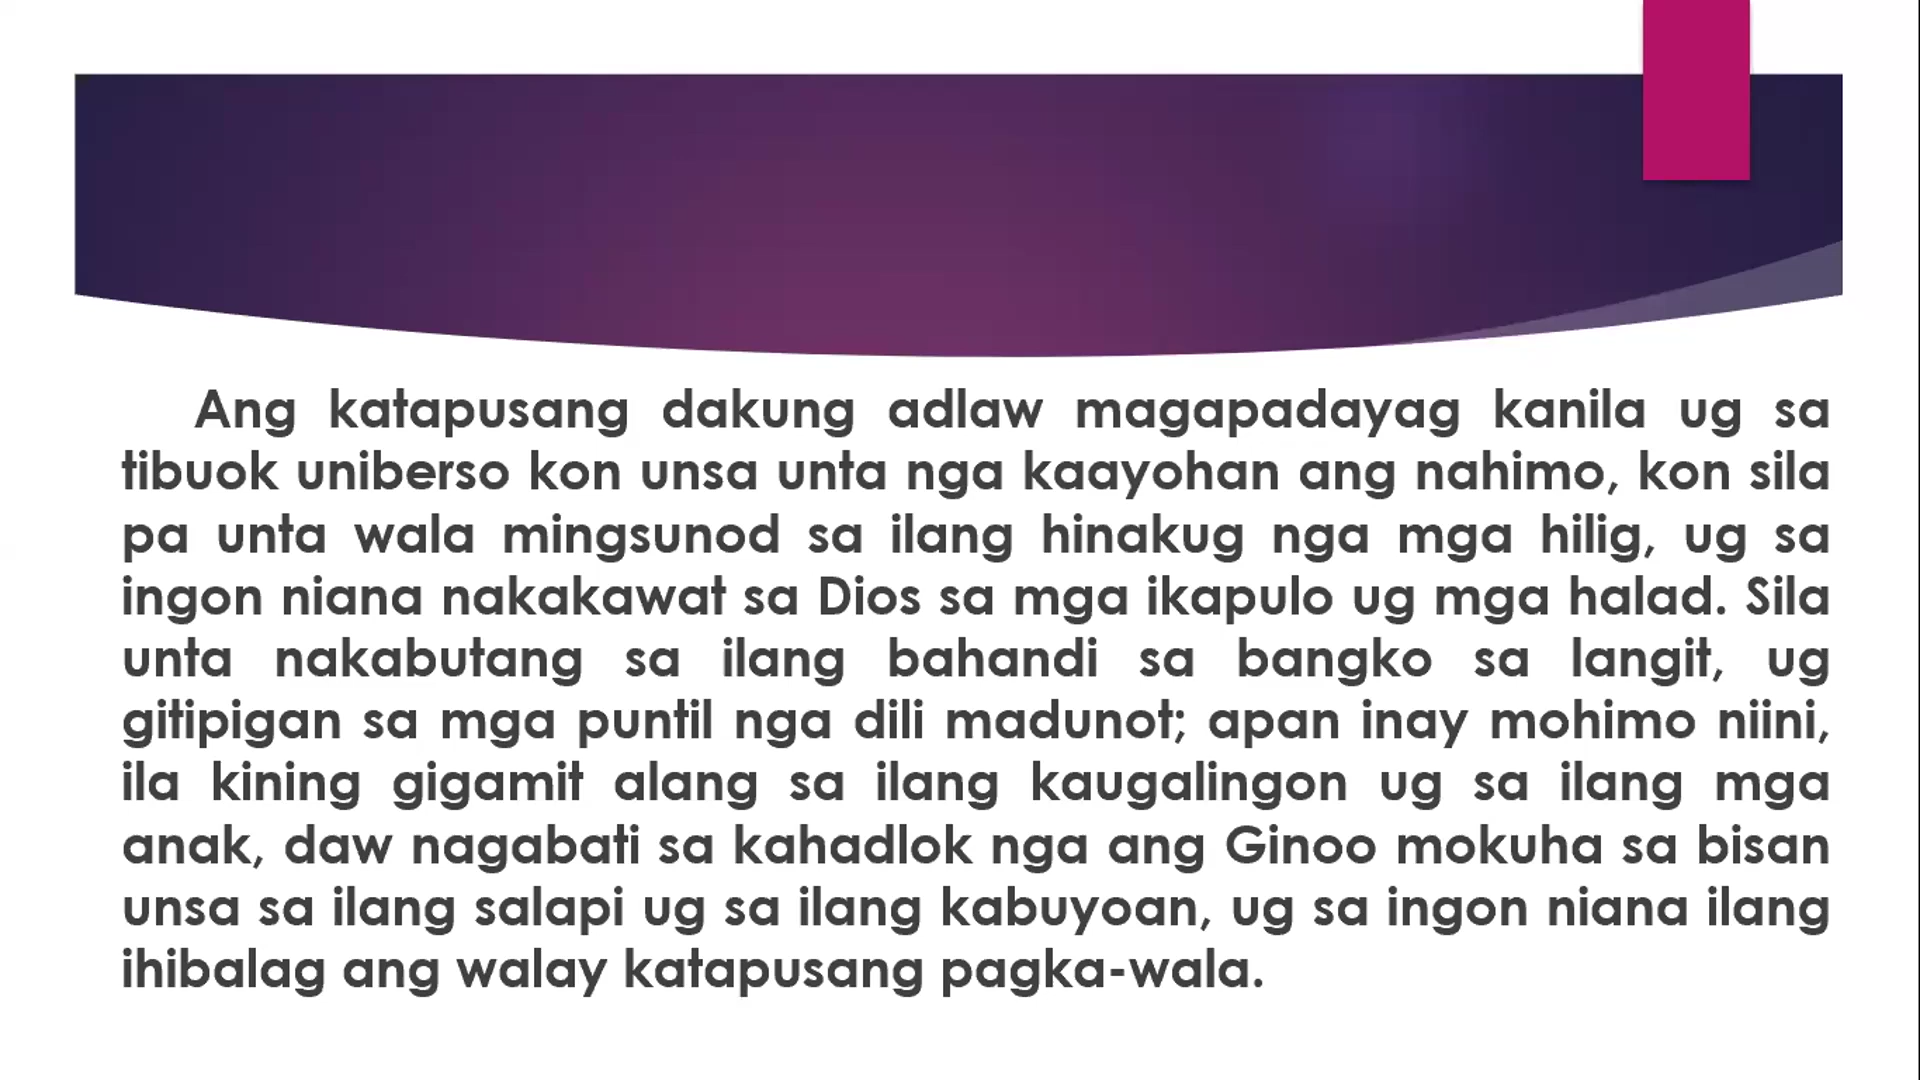 Ang katapusang dakung adlaw magapadayag kanila ug sa
tibuok uniberso kon unsa unta nga kaayohan ang nahimo, kon sila
pa unta wala mingsunod sa ilang hinakug nga mga hilig, ug sa
ingon niana nakakawat sa Dios sa mga ikapulo ug mga halad. Sila
unta nakabutang sa ilang bahandi sa bangko sa langit, ug
gitipigan sa mga puntil nga dili madunot; apan inay mohimo niini,
ila kining gigamit alang sa ilang kaugalingon ug sa ilang mga
anak, daw nagabati sa kahadlok nga ang Ginoo mokuha sa bisan
unsa sa ilang salapi ug sa ilang kabuyoan, ug sa ingon niana ilang
ihibalag ang walay katapusang pagka-wala.